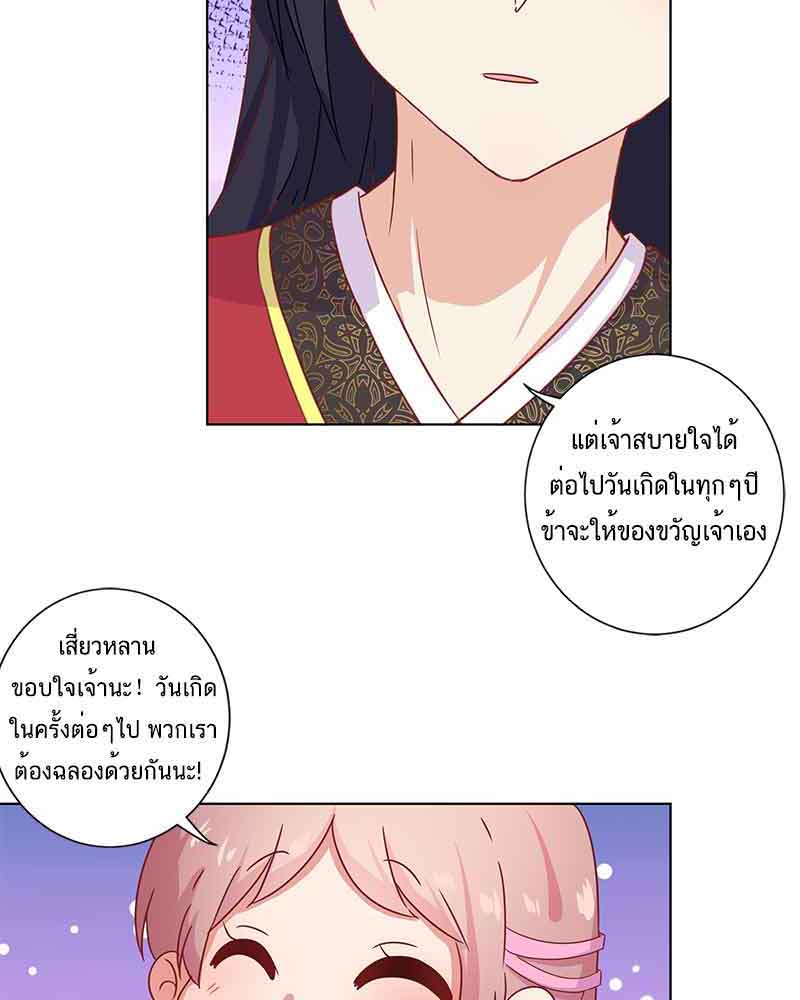 แต่เจ้าสบายใจได้
ต่อไปวันเกิดในทุกๆปี
ข้าจะให้ของขวัญเจ้าเอง
เสี่ยวหลาน
ขอบใจเจ้านะ! วันเกิด
ในครั้งต่อๆไป พวกเรา
ต้องฉลองด้วยกันนะ!